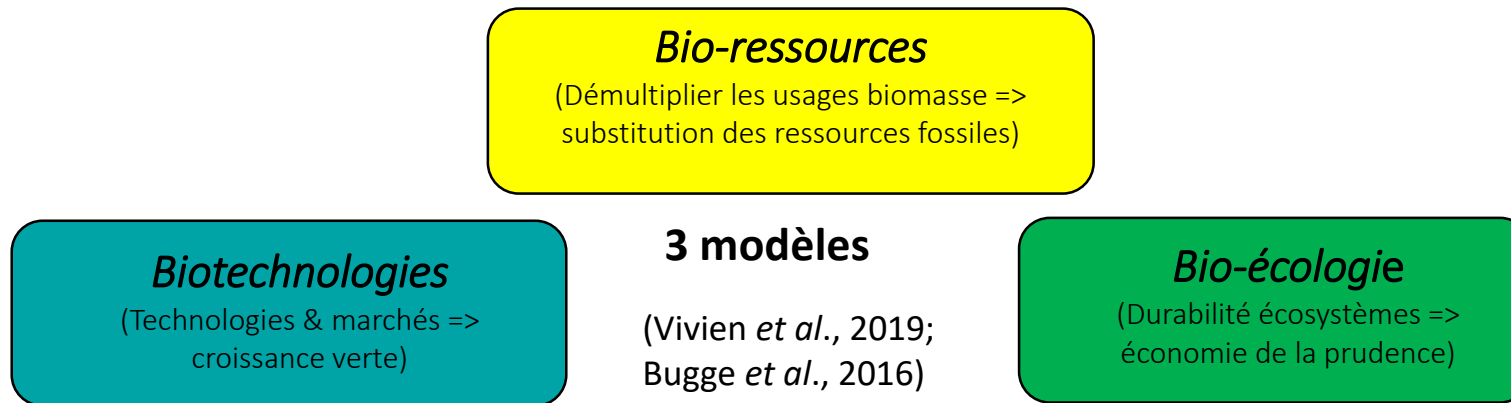 Bio-ressources
(Démultiplier les usages biomasse =>
substitution des ressources fossiles)
Biotechnologies
(Technologies & marchés =>
croissance verte)
3 modèles
(Vivien et al., 2019;
Bugge et al., 2016)
Bio-écologie
(Durabilité écosystèmes =>
économie de la prudence)